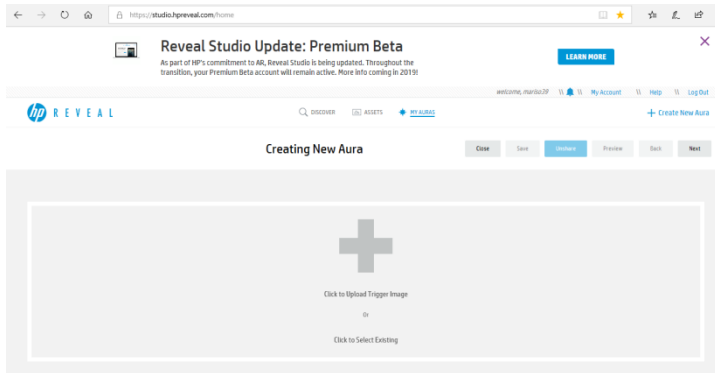 https://studio.hpreveal.com/home
Reveal Studio Update: Premium Beta
As part of HP's commitment to AR, Reveal Studio is being updated. Throughout the
transition, your Premium Beta account will remain active. More info coming in 2019!
LEARN MORE
welcome, marisa39 \\ \\ My Account \\ Help \\ Log Out
hp REVEAL
DISCOVER ASSETS MY AURAS
+ Create New Aura
Creating New Aura
Close Save Unshare Preview Back Next
Click to Upload Trigger Image
Or
Click to Select Existing